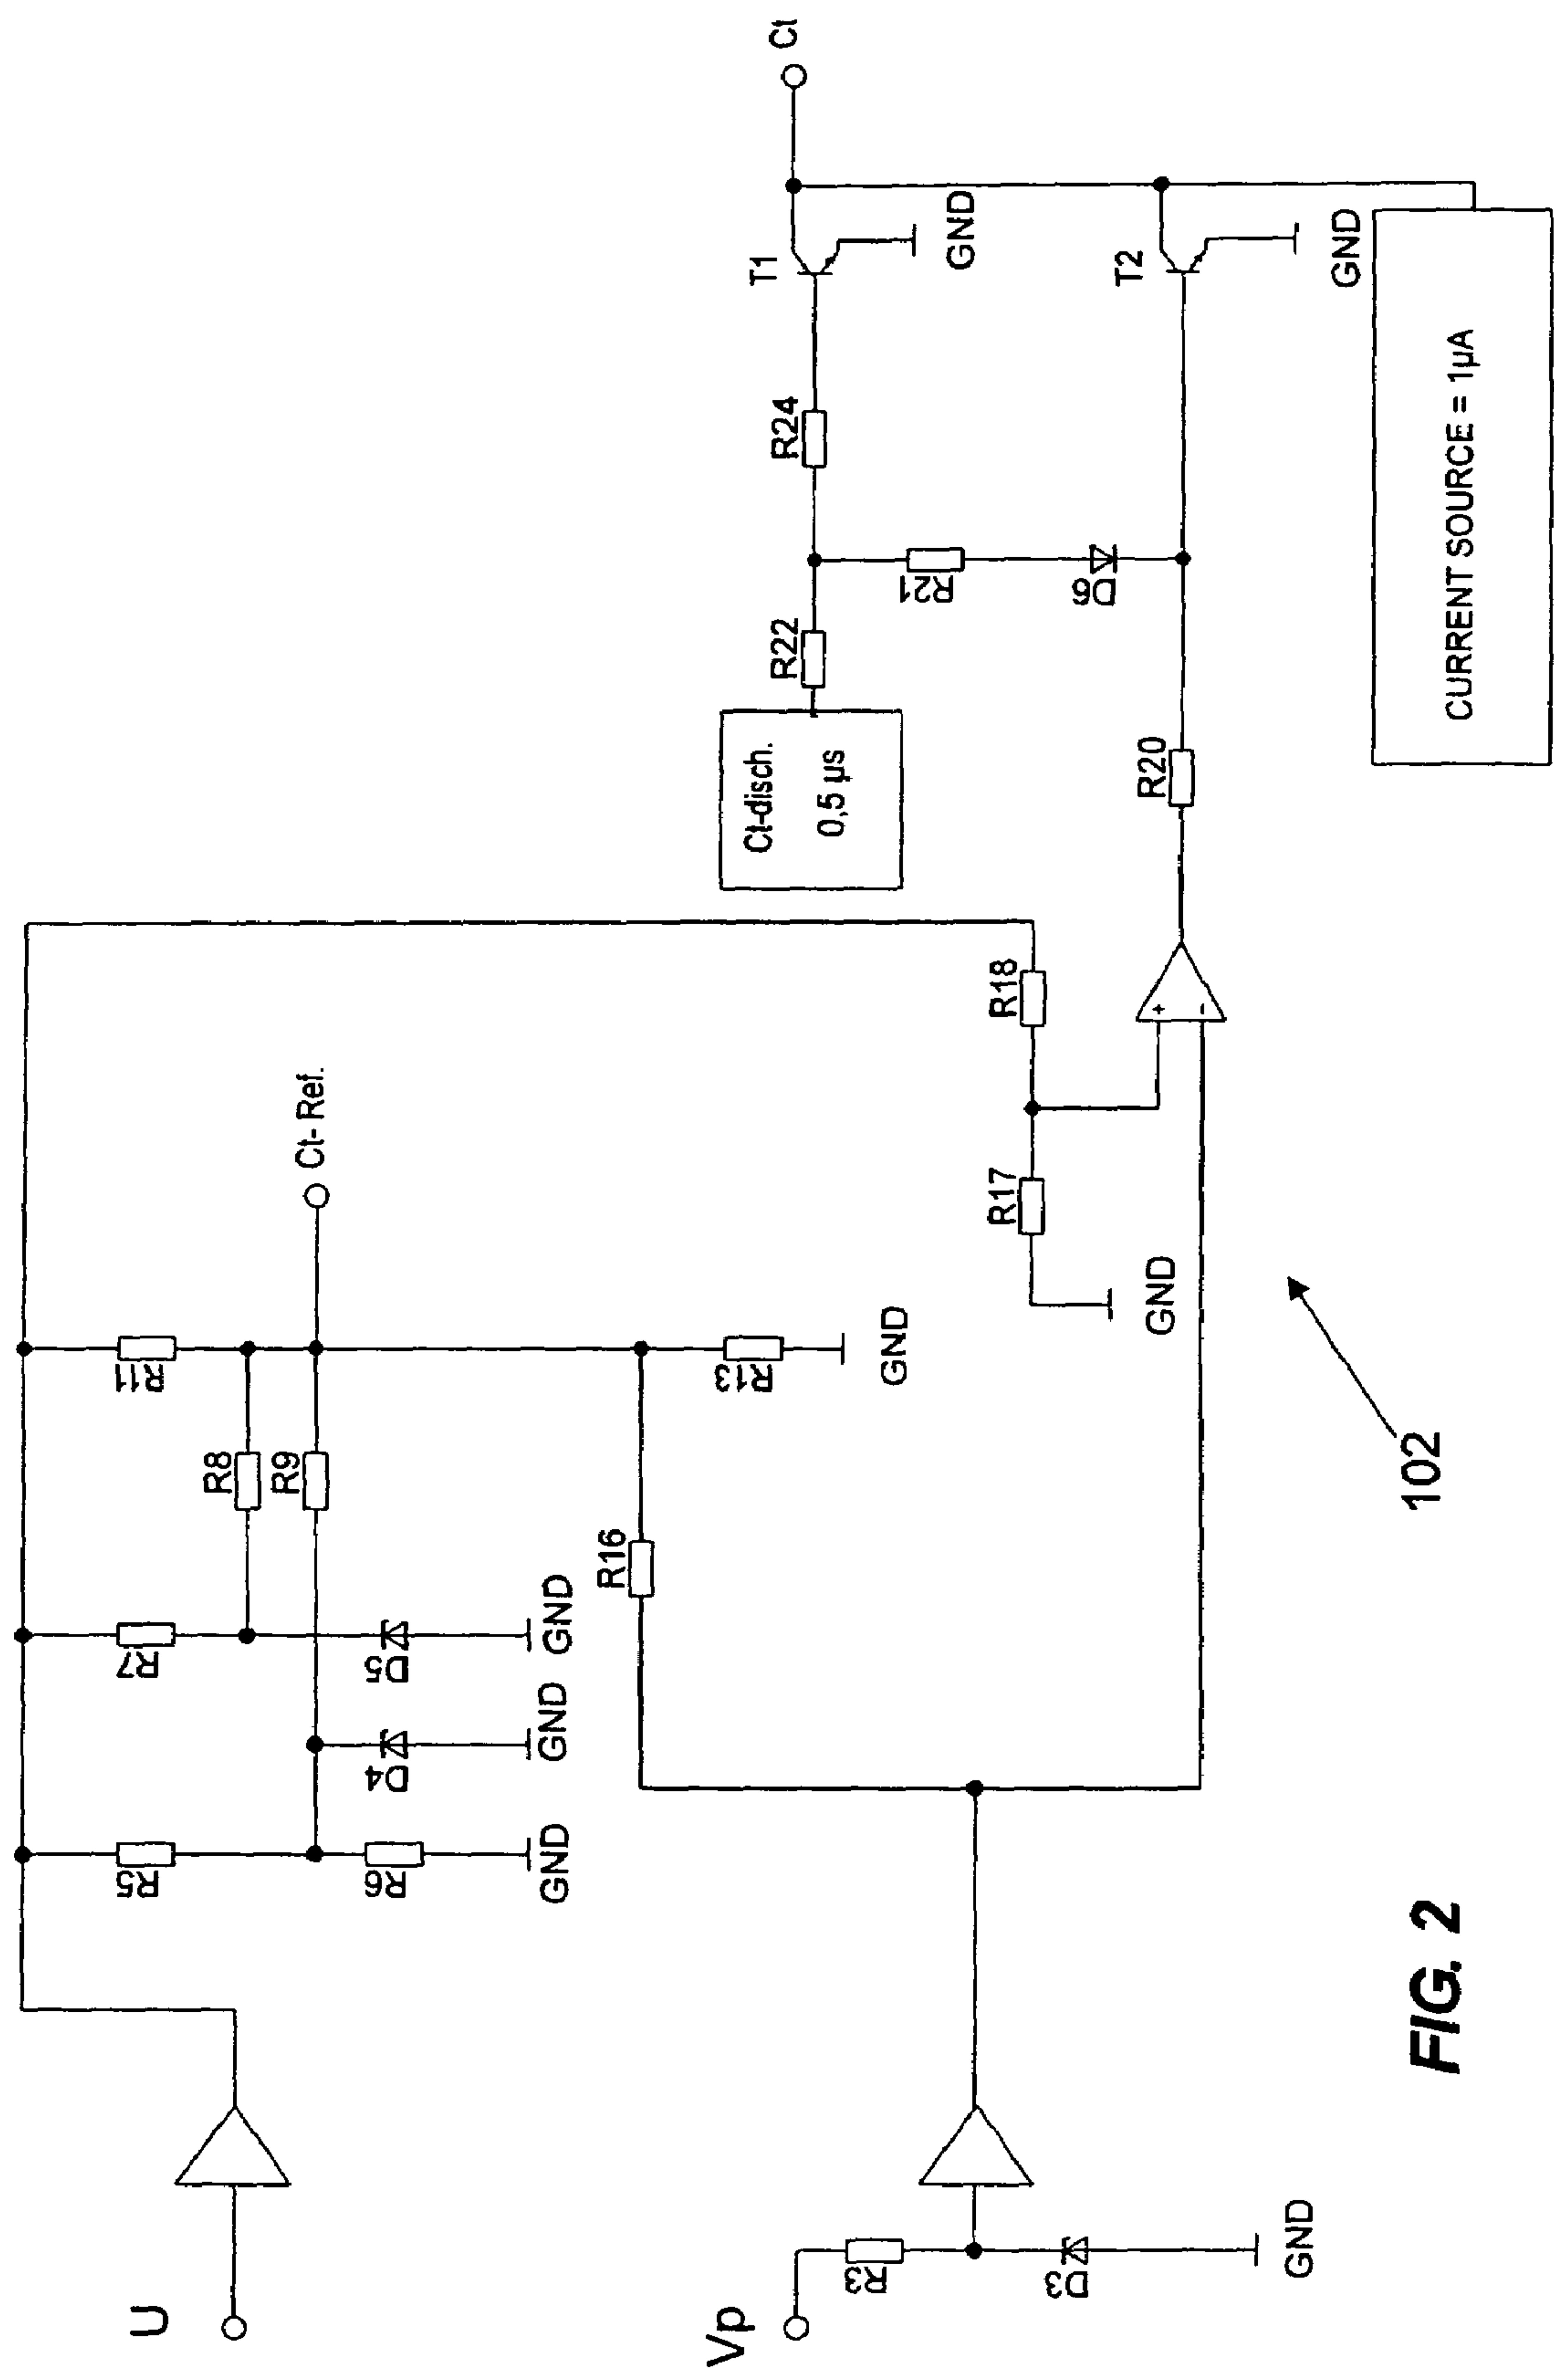 U
Vp
R3
D3
GND
R5
R6
GND
D4
GND
R7
D5
GND
R8
R9
R11
Ct- Ref.
R16
R13
GND
R17
GND
R18
+
-
Ct-disch.
0,5 µs
R22
R24
R21
D6
R20
T1
GND
T2
GND
Ct
CURRENT SOURCE = 1µA
102
FIG. 2